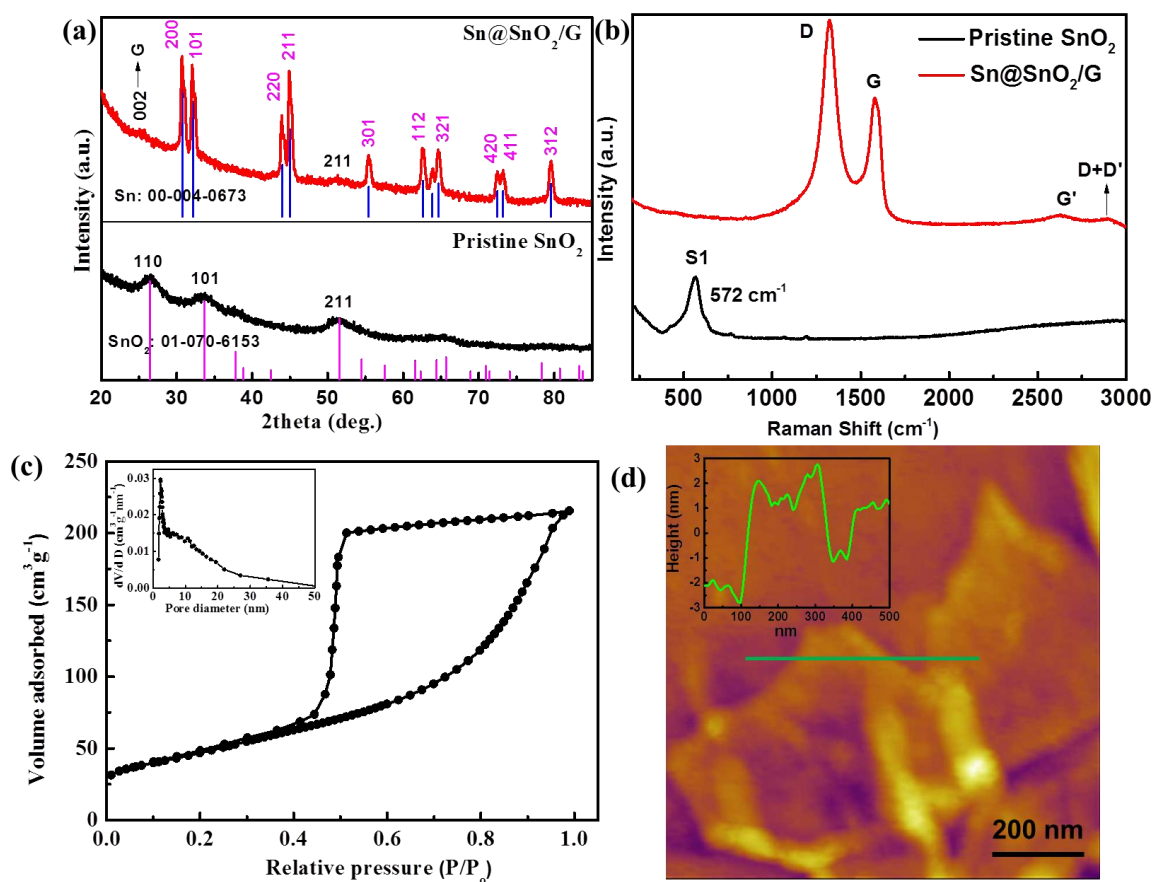 (a)
Sn@SnO₂/G
200
101
002 → G
220
211
301
211
112
321
420
411
312
Sn: 00-004-0673
Pristine SnO₂
110
101
211
SnO₂: 01-070-6153
Intensity (a.u.)
20 30 40 50 60 70 80
2theta (deg.)
(b)
Pristine SnO₂
Sn@SnO₂/G
D
G
G'
D+D'
S1
572 cm⁻¹
Intensity (a.u.)
500 1000 1500 2000 2500 3000
Raman Shift (cm⁻¹)
(c)
250
200
150
100
50
0
Volume adsorbed (cm³ g⁻¹)
0.0 0.2 0.4 0.6 0.8 1.0
Relative pressure (P/P₀)
0.03
0.02
0.01
0.00
dV/d D (cm³ g⁻¹ nm⁻¹)
0 10 20 30 40 50
Pore diameter (nm)
(d)
3
2
1
0
-1
-2
-3
Height (nm)
0 100 200 300 400 500
nm
200 nm